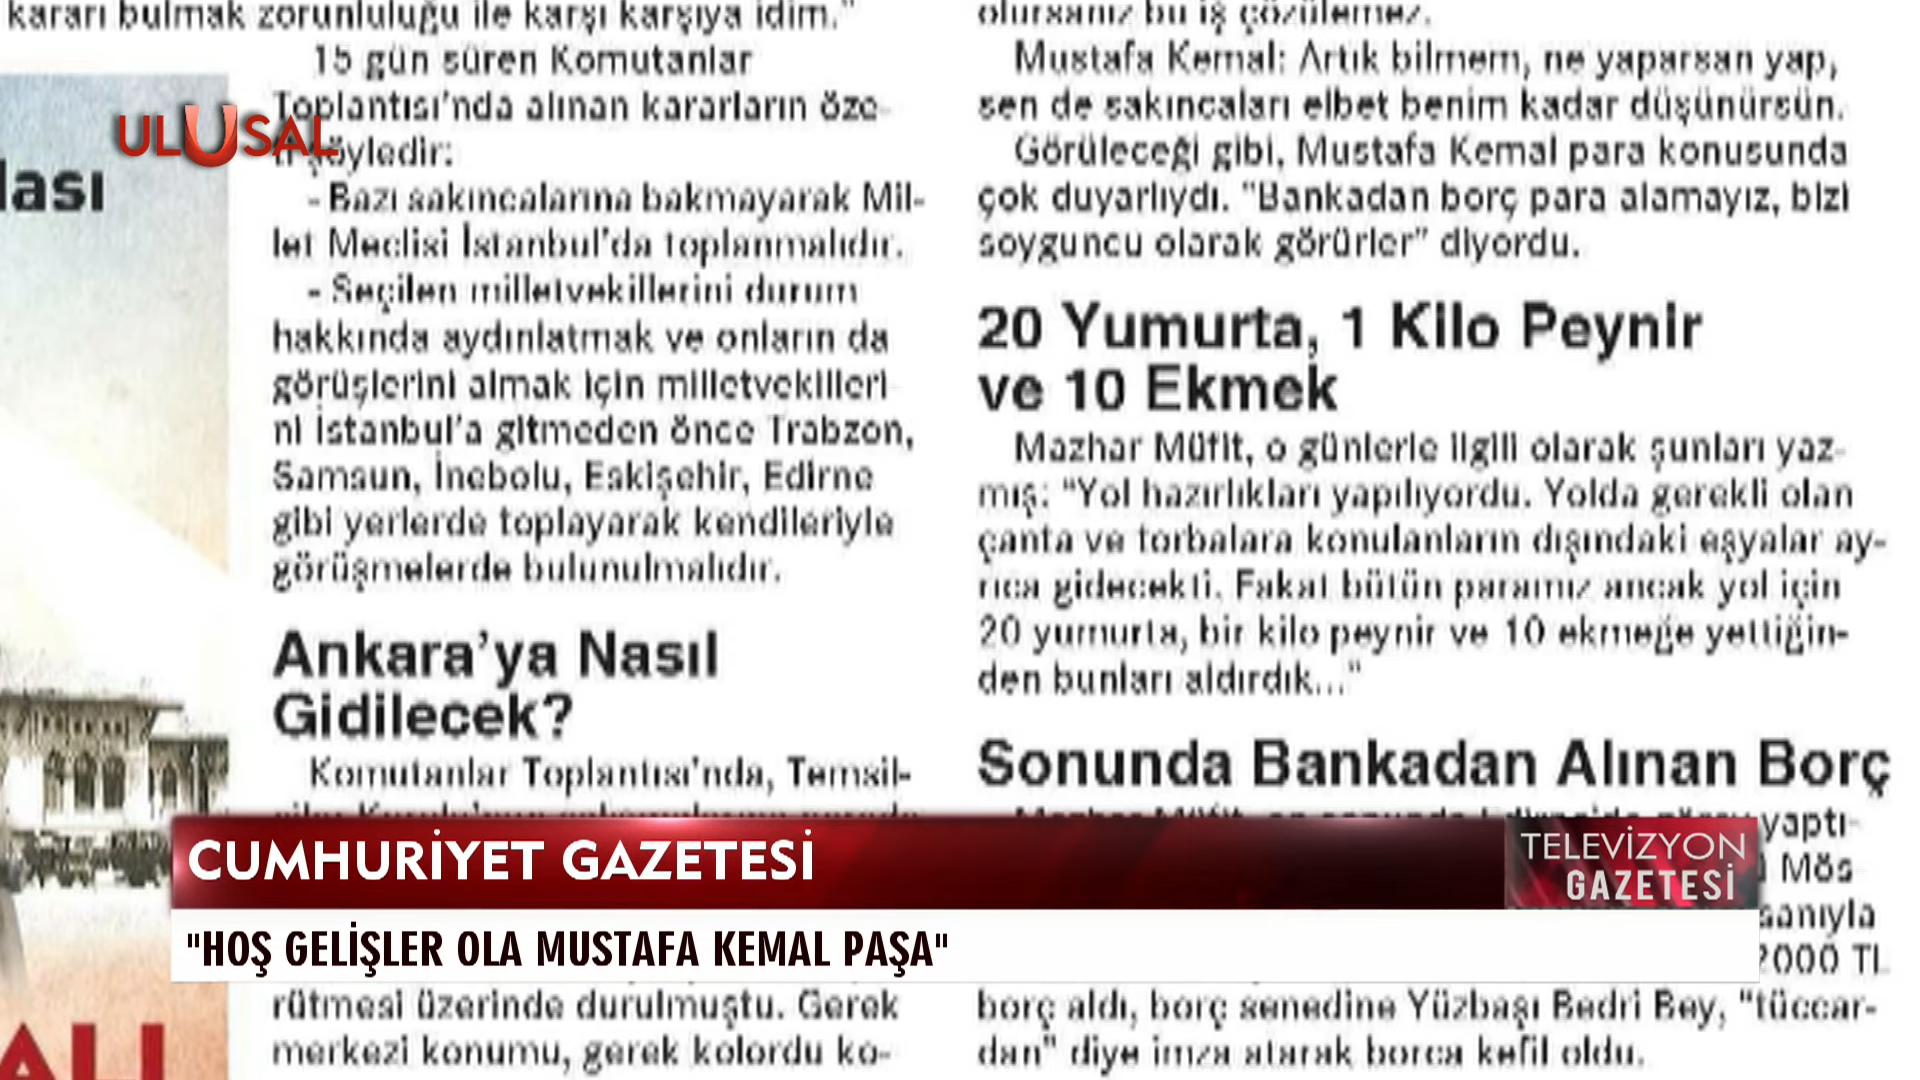 kararı bulmak zorunluluğu ile karşı karşıya idim."
15 gün süren Komutanlar
Toplantısı'nda alınan kararların öze-
ti şöyledir:
- Bazı sakıncalarına bakmayarak Mil-
let Meclisi İstanbul'da toplanmalıdır.
- Seçilen milletvekillerini durum
hakkında aydınlatmak ve onların da
görüşlerini almak için milletvekilleri-
ni İstanbul'a gitmeden önce Trabzon,
Samsun, İnebolu, Eskişehir, Edirne
gibi yerlerde toplayarak kendileriyle
görüşmelerde bulunulmalıdır.
Ankara'ya Nasıl
Gidilecek?
Komutanlar Toplantısı'nda, Temsil-
rütmesi üzerinde durulmuştu. Gerek
merkezi konumu, gerek kolordu ko-
olursanız bu iş çözülemez.
Mustafa Kemal: Artık bilmem, ne yaparsan yap,
sen de sakıncaları elbet benim kadar düşünürsün.
Görüleceği gibi, Mustafa Kemal para konusunda
çok duyarlıydı. "Bankadan borç para alamayız, bizi
soyguncu olarak görürler" diyordu.
20 Yumurta, 1 Kilo Peynir
ve 10 Ekmek
Mazhar Müfit, o günlerle ilgili olarak şunları yaz-
mış: "Yol hazırlıkları yapılıyordu. Yolda gerekli olan
çanta ve torbalara konulanların dışındaki eşyalar ay-
rıca gidecekti. Fakat bütün paramız ancak yol için
20 yumurta, bir kilo peynir ve 10 ekmeğe yettiğin-
den bunları aldırdık..."
Sonunda Bankadan Alınan Borç
yaptı-
Mös
sanıyla
2000 TL
borç aldı, borç senedine Yüzbaşı Bedri Bey, "tüccar-
dan" diye imza atarak borca kefil oldu.
ULUSAL
lası
ALI
CUMHURİYET GAZETESİ
TELEVİZYON
GAZETESİ
"HOŞ GELİŞLER OLA MUSTAFA KEMAL PAŞA"